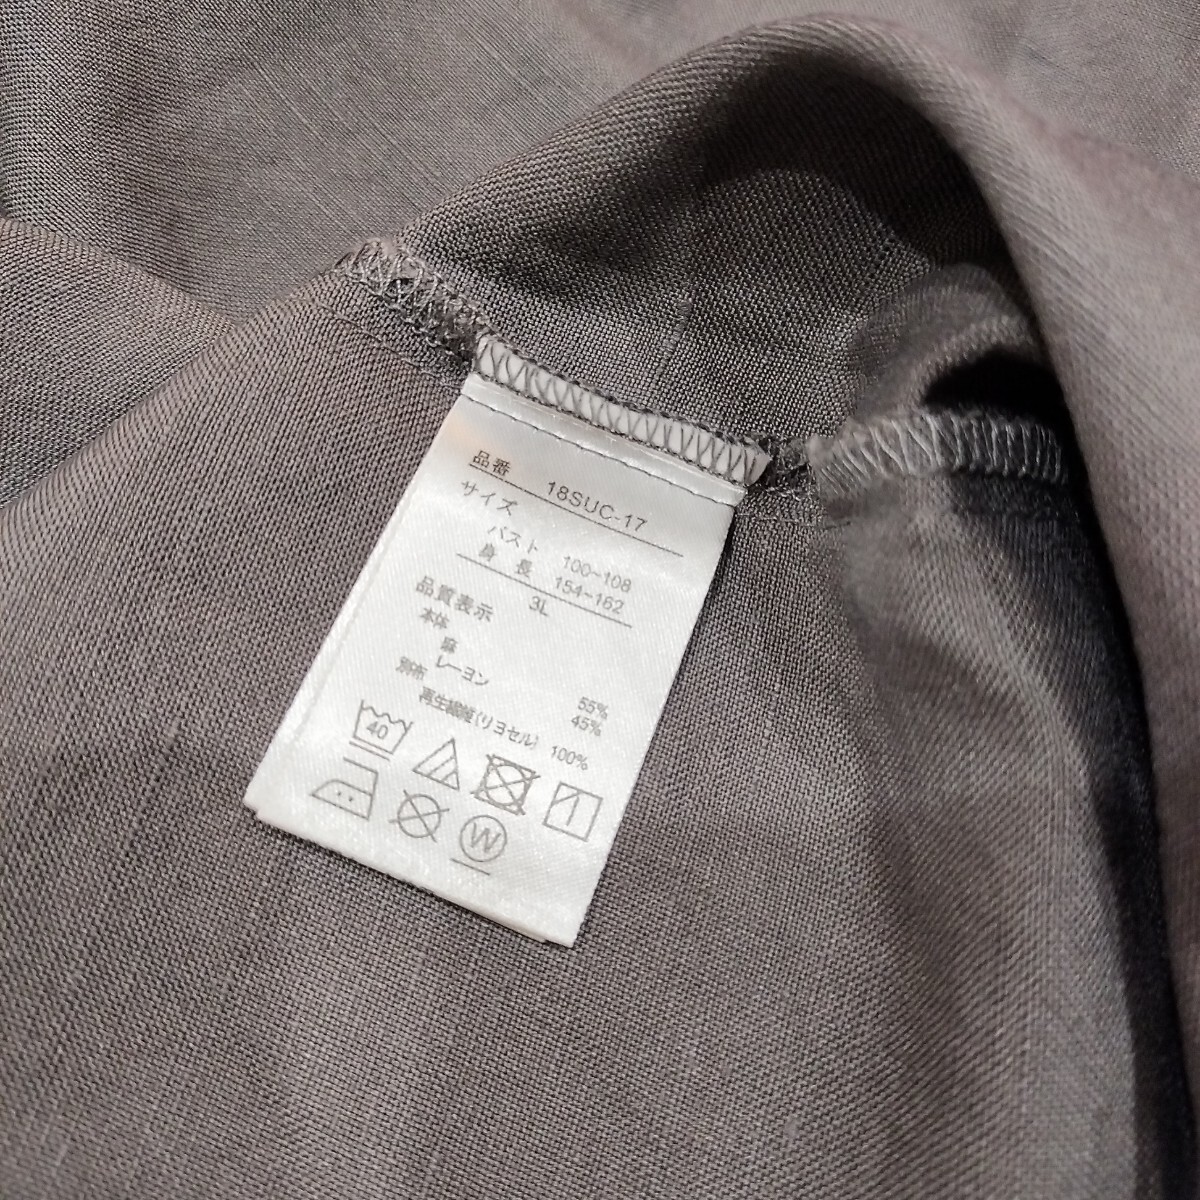 品番 18SUC-17
サイズ
バスト 100~108
身長 154~162
3L
品質表示
本体
麻 55%
レーヨン 45%
別布
再生繊維(リヨセル) 100%
40
W